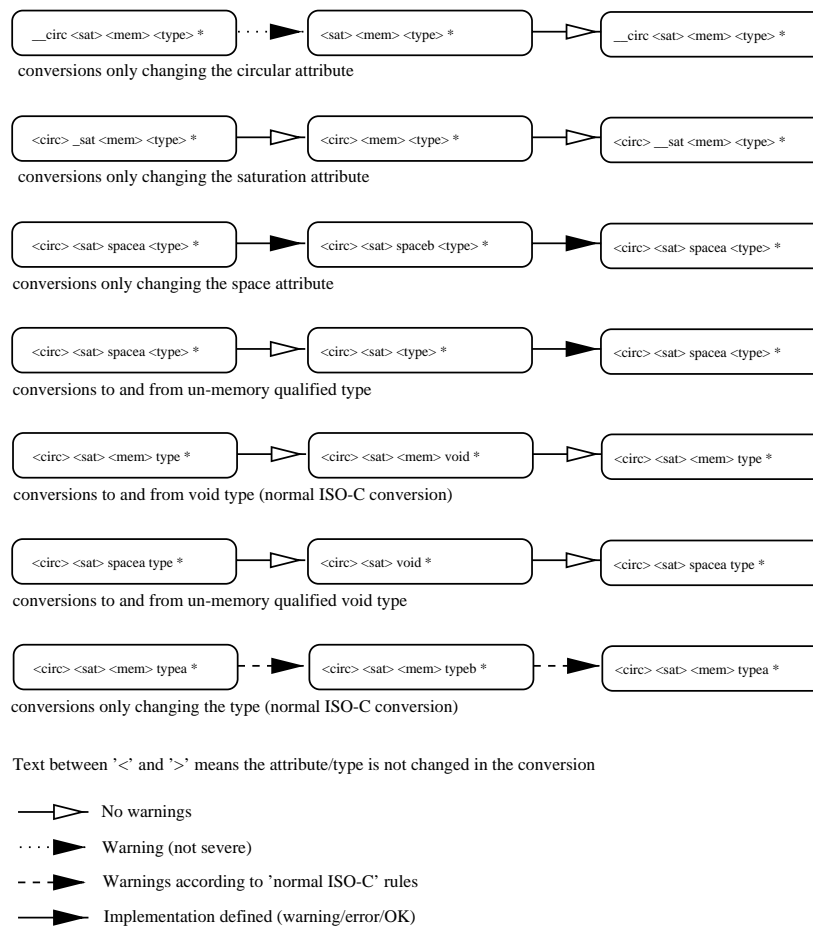 __circ <sat> <mem> <type> * <sat> <mem> <type> * __circ <sat> <mem> <type> *
conversions only changing the circular attribute
<circ> _sat <mem> <type> * <circ> <mem> <type> * <circ> __sat <mem> <type> *
conversions only changing the saturation attribute
<circ> <sat> spacea <type> * <circ> <sat> spaceb <type> * <circ> <sat> spacea <type> *
conversions only changing the space attribute
<circ> <sat> spacea <type> * <circ> <sat> <type> * <circ> <sat> spacea <type> *
conversions to and from un-memory qualified type
<circ> <sat> <mem> type * <circ> <sat> <mem> void * <circ> <sat> <mem> type *
conversions to and from void type (normal ISO-C conversion)
<circ> <sat> spacea type * <circ> <sat> void * <circ> <sat> spacea type *
conversions to and from un-memory qualified void type
<circ> <sat> <mem> typea * <circ> <sat> <mem> typeb * <circ> <sat> <mem> typea *
conversions only changing the type (normal ISO-C conversion)
Text between '<' and '>' means the attribute/type is not changed in the conversion
No warnings
Warning (not severe)
Warnings according to 'normal ISO-C' rules
Implementation defined (warning/error/OK)